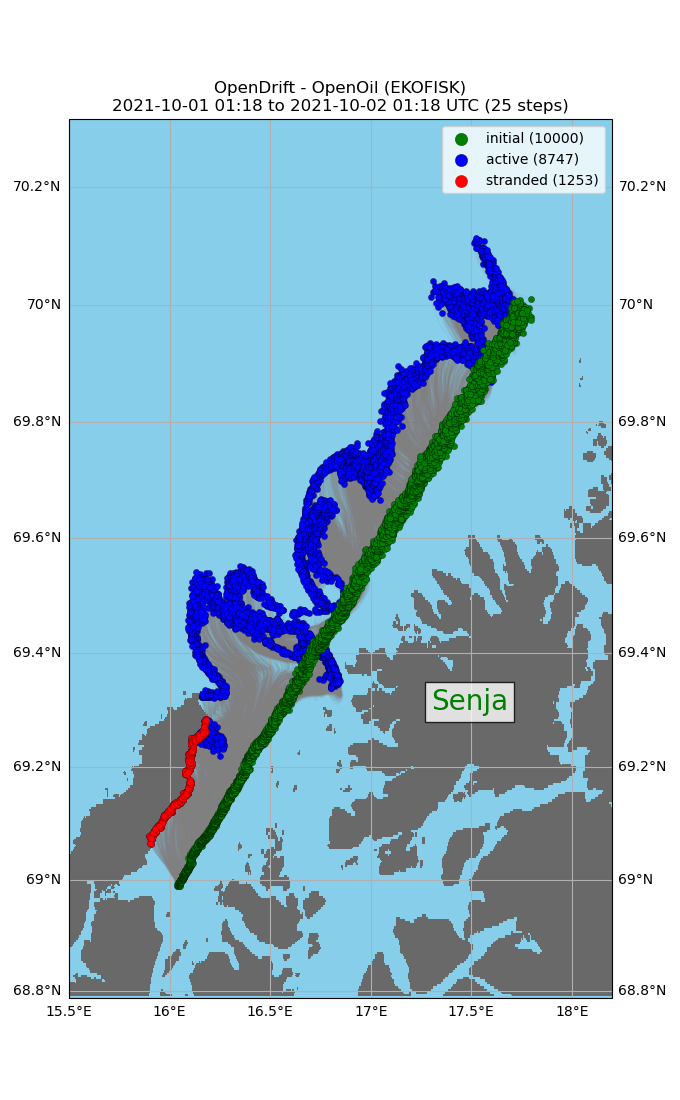 OpenDrift - OpenOil (EKOFISK)
2021-10-01 01:18 to 2021-10-02 01:18 UTC (25 steps)
initial (10000)
active (8747)
stranded (1253)
70.2°N 70.2°N
70°N 70°N
69.8°N 69.8°N
69.6°N 69.6°N
69.4°N 69.4°N
Senja
69.2°N 69.2°N
69°N 69°N
68.8°N 68.8°N
15.5°E 16°E 16.5°E 17°E 17.5°E 18°E